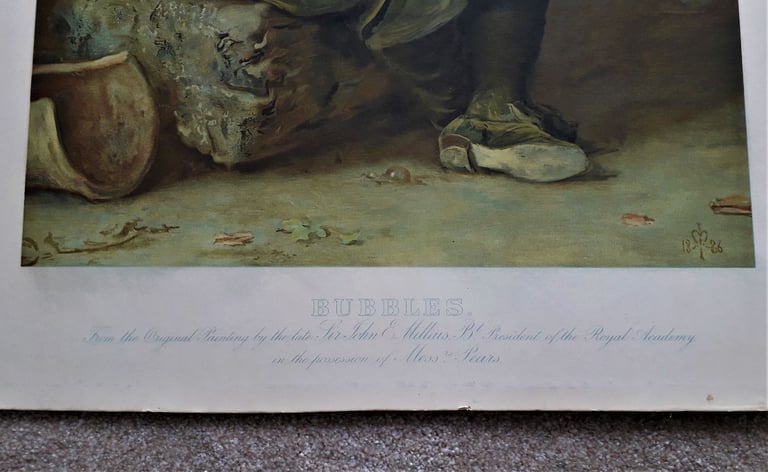 1886
BUBBLES.
From the Original Painting by the late Sir John E. Millais, Bt. President of the Royal Academy
in the possession of Messrs. Pears